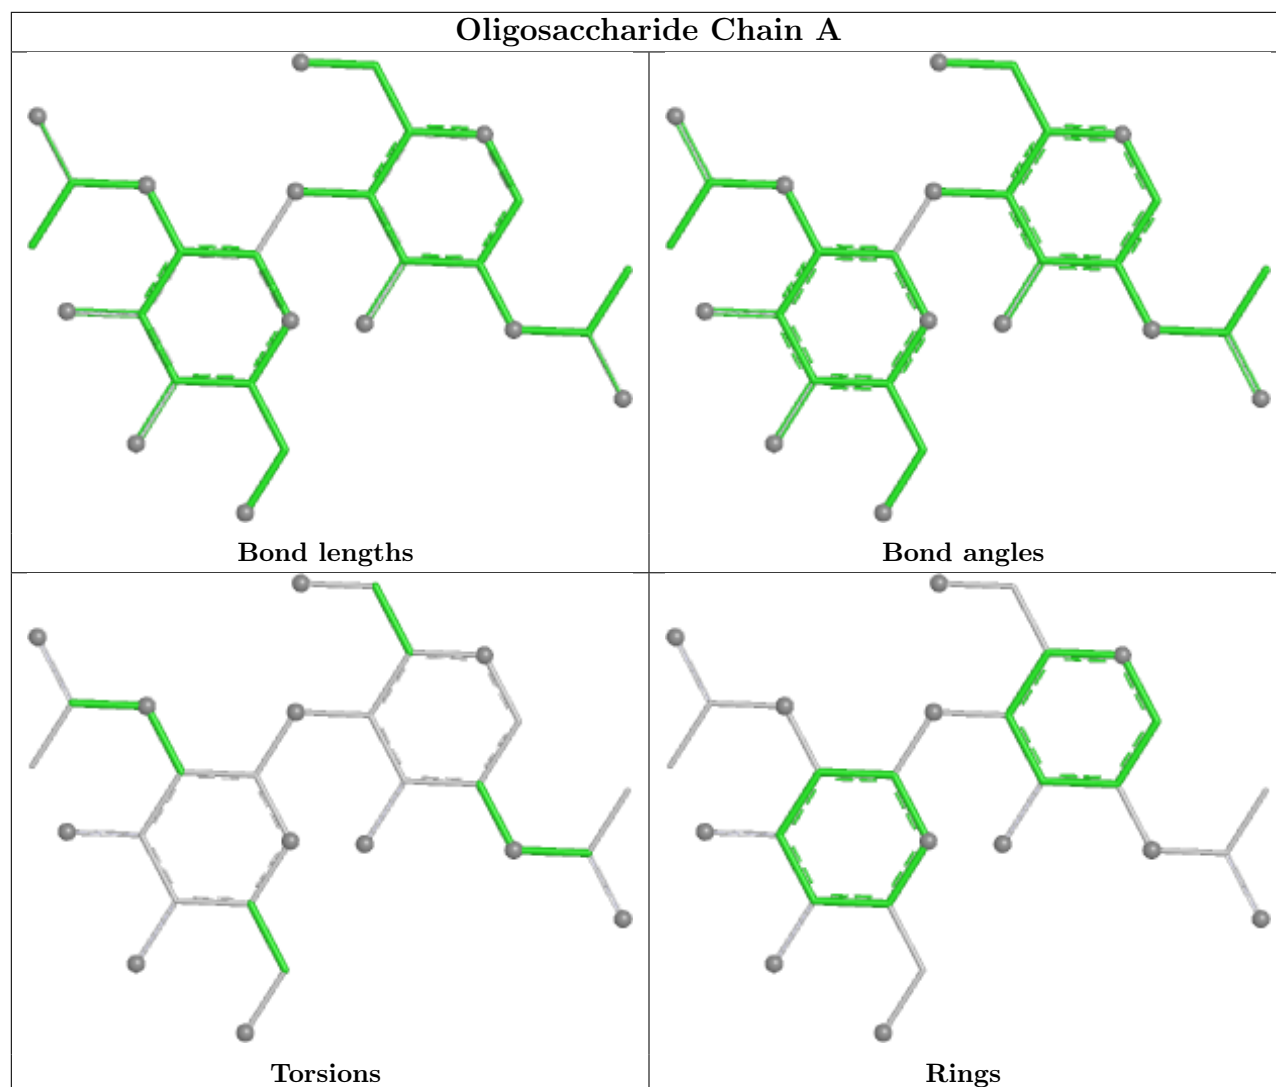 Oligosaccharide Chain A
Bond lengths
Bond angles
Torsions
Rings